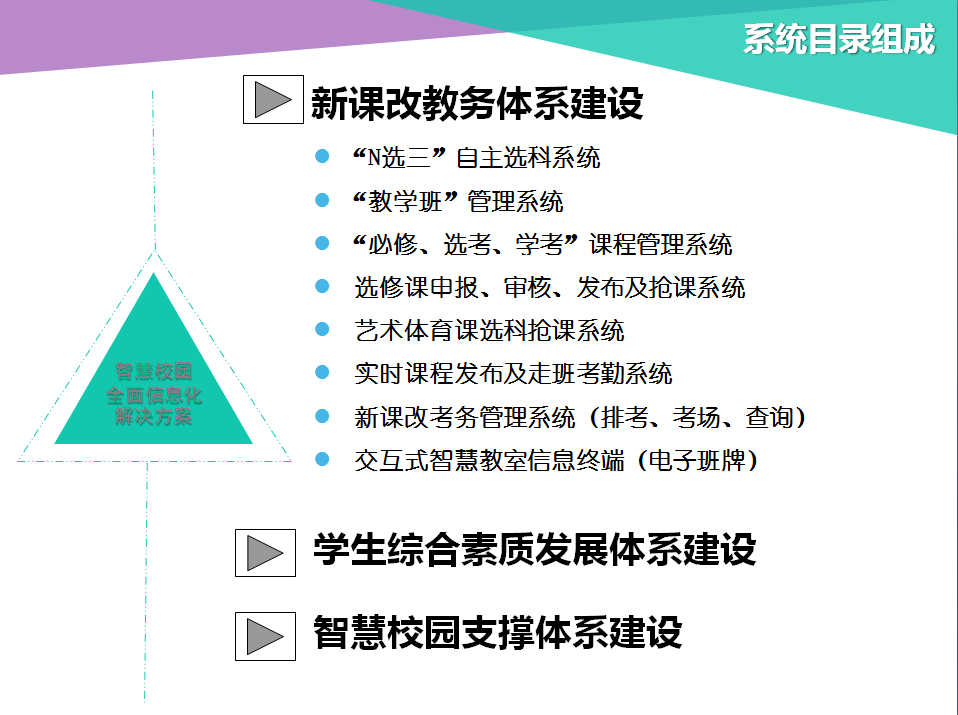 系统目录组成
新课改教务体系建设
“N选三”自主选科系统
“教学班”管理系统
“必修、选考、学考”课程管理系统
选修课申报、审核、发布及抢课系统
艺术体育课选科抢课系统
实时课程发布及走班考勤系统
新课改考务管理系统（排考、考场、查询）
交互式智慧教室信息终端（电子班牌）
智慧校园
全面信息化
解决方案
学生综合素质发展体系建设
智慧校园支撑体系建设